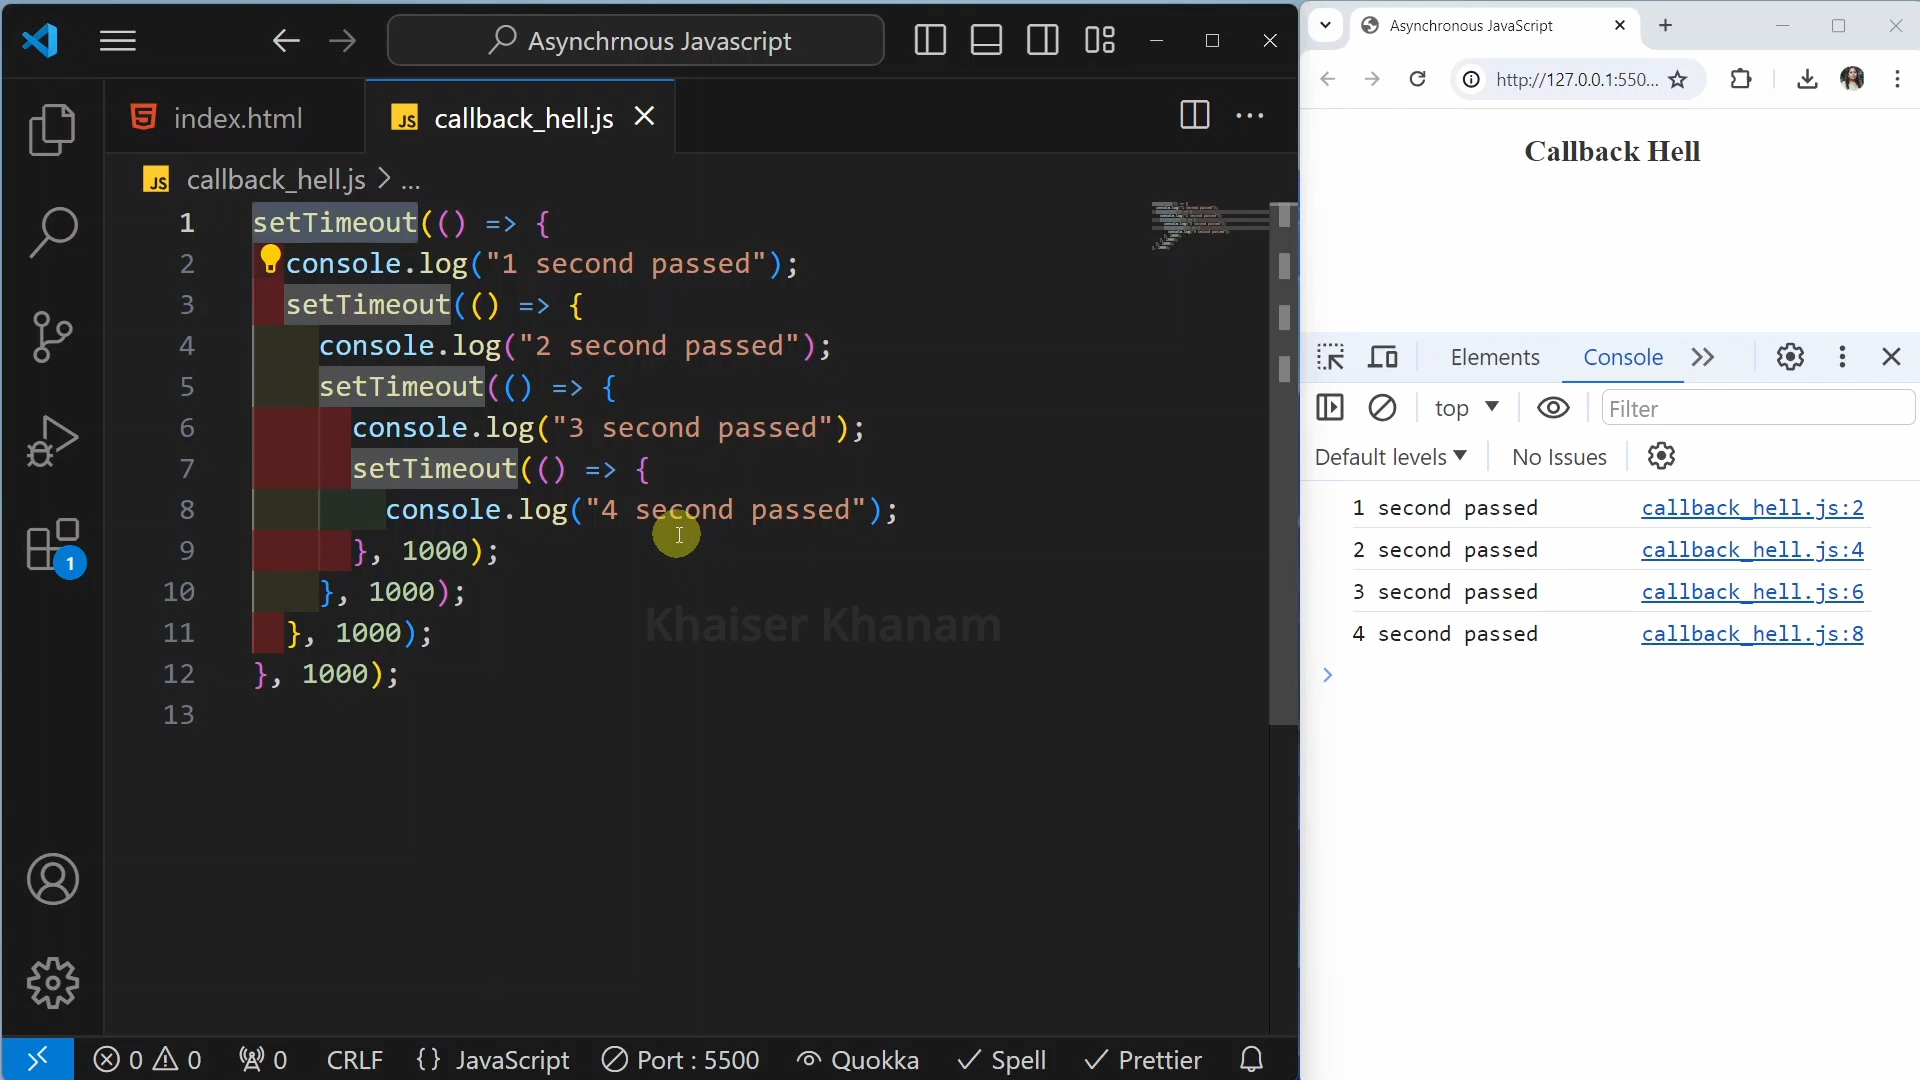 Asynchrnous Javascript
index.html
callback_hell.js
callback_hell.js > ...
1 setTimeout(() => {
2 console.log("1 second passed");
3 setTimeout(() => {
4 console.log("2 second passed");
5 setTimeout(() => {
6 console.log("3 second passed");
7 setTimeout(() => {
8 console.log("4 second passed");
9 }, 1000);
10 }, 1000);
11 }, 1000);
12 }, 1000);
13
Khaiser Khanam
1
0 0 0 CRLF {} JavaScript Port : 5500 Quokka Spell Prettier
Asynchronous JavaScript
http://127.0.0.1:550...
Callback Hell
Elements Console
top Filter
Default levels No Issues
1 second passed callback_hell.js:2
2 second passed callback_hell.js:4
3 second passed callback_hell.js:6
4 second passed callback_hell.js:8